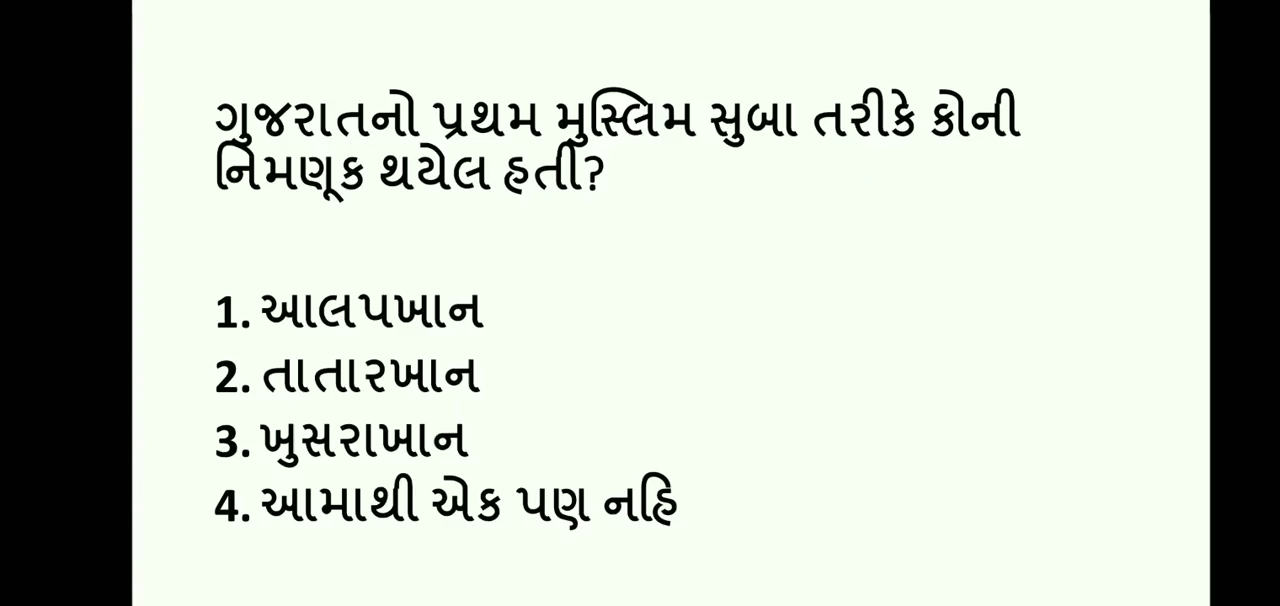 ગુજરાતનો પ્રથમ મુસ્લિમ સુબા તરીકે કોની
નિમણૂક થયેલ હતી?
1. આલપખાન
2. તાતારખાન
3. ખુસરાખાન
4. આમાથી એક પણ નહિ